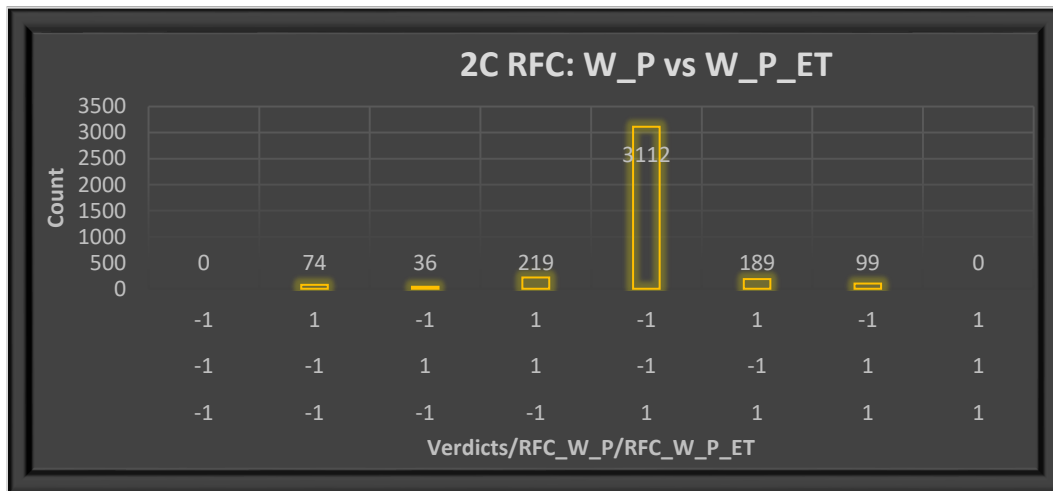 2C RFC: W_P vs W_P_ET
3500
3000
2500
2000
1500
1000
500
0
Count
0 74 36 219 3112 189 99 0
-1 1 -1 1 -1 1 -1 1
-1 -1 1 1 -1 -1 1 1
-1 -1 -1 -1 1 1 1 1
Verdicts/RFC_W_P/RFC_W_P_ET